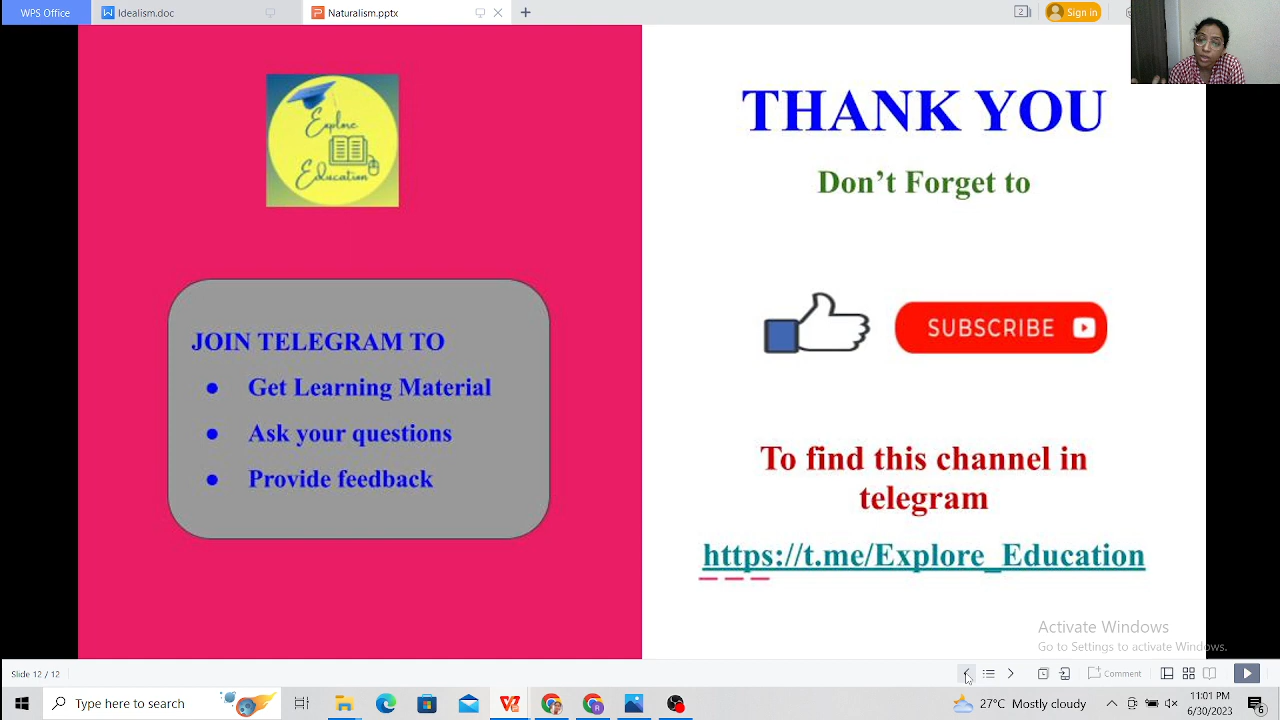 WPS Office
Idealism.doc
Naturalism.pptx
Sign in
Explore
Education
JOIN TELEGRAM TO
● Get Learning Material
● Ask your questions
● Provide feedback
THANK YOU
Don’t Forget to
SUBSCRIBE
To find this channel in
telegram
https://t.me/Explore_Education
Activate Windows
Go to Settings to activate Windows.
Slide 12 / 12
Comment
Type here to search
27°C Mostly cloudy
11:01 PM
6/30/2023